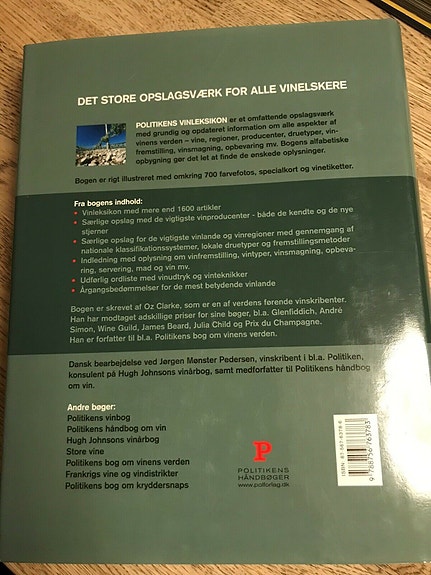 DET STORE OPSLAGSVÆRK FOR ALLE VINELSKERE
POLITIKENS VINLEKSIKON er et omfattende opslagsværk
med grundig og opdateret information om alle aspekter af
vinens verden – vine, regioner, producenter, druetyper, vin-
fremstilling, vinsmagning, opbevaring mv. Bogens alfabetiske
opbygning gør det let at finde de ønskede oplysninger.
Bogen er rigt illustreret med omkring 700 farvefotos, specialkort og vinetiketter.
Fra bogens indhold:
• Vinleksikon med mere end 1600 artikler
• Særlige opslag med de vigtigste vinproducenter - både de kendte og de nye
stjerner
• Særlige opslag for de vigtigste vinlande og vinregioner med gennemgang af
nationale klassifikationssystemer, lokale druetyper og fremstillingsmetoder
• Indledning med oplysning om vinfremstilling, vintyper, vinsmagning, opbeva-
ring, servering, mad og vin mv.
• Udførlig ordliste med vinudtryk og vinteknikker
• Årgangsbedømmelser for de mest betydende vinlande
Bogen er skrevet af Oz Clarke, som er en af verdens førende vinskribenter.
Han har modtaget adskillige priser for sine bøger, bl.a. Glenfiddich, André
Simon, Wine Guild, James Beard, Julia Child og Prix du Champagne.
Han er forfatter til bl.a. Politikens bog om vinens verden.
Dansk bearbejdelse ved Jørgen Mønster Pedersen, vinskribent i bl.a. Politiken,
konsulent på Hugh Johnsons vinårbog, samt medforfatter til Politikens håndbog
om vin.
Andre bøger:
Politikens vinbog
Politikens håndbog om vin
Hugh Johnsons vinårbog
Store vine
Politikens bog om vinens verden
Frankrigs vine og vindistrikter
Politikens bog om kryddersnaps
P
POLITIKENS
HÅNDBØGER
www.polforlag.dk
ISBN 87-567-6378-6
9 788756 763783